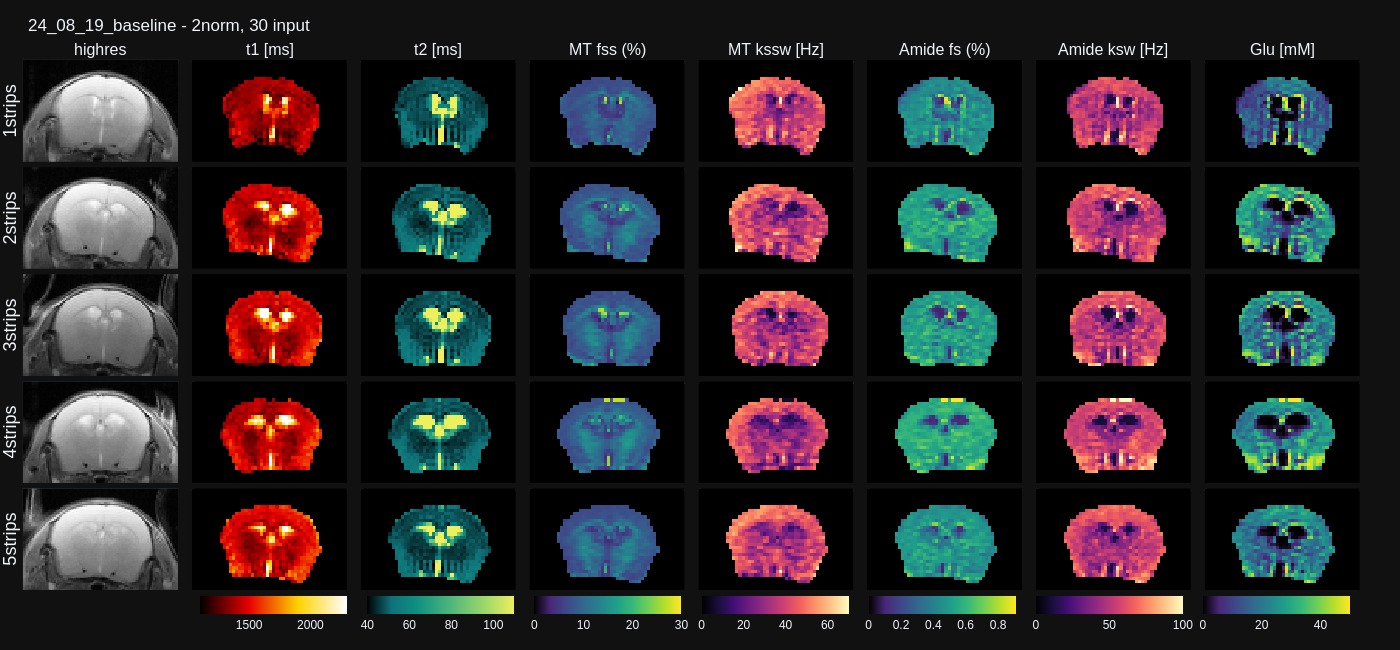 24_08_19_baseline - 2norm, 30 input
highres t1 [ms] t2 [ms] MT fss (%) MT kssw [Hz] Amide fs (%) Amide ksw [Hz] Glu [mM]
1strips
2strips
3strips
4strips
5strips
1500 2000 40 60 80 100 0 10 20 30 0 20 40 60 0 0.2 0.4 0.6 0.8 0 50 100 0 20 40